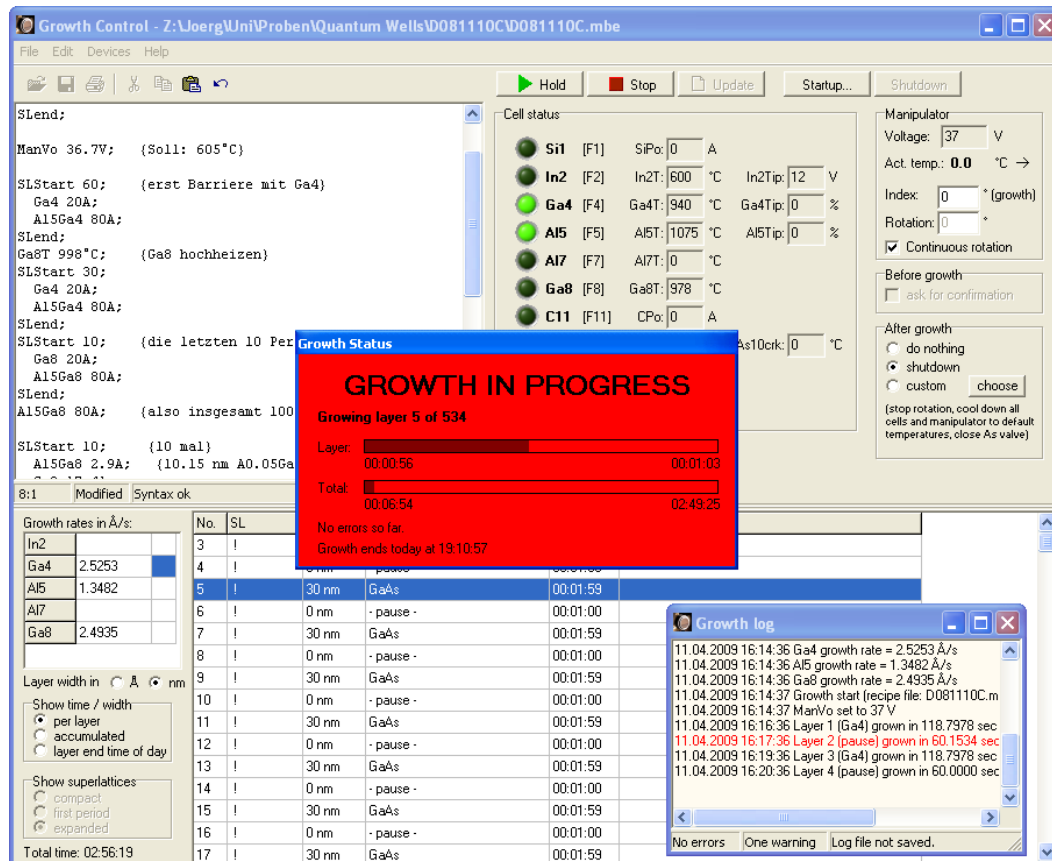 Growth Control - Z:\Joerg\Uni\Proben\Quantum Wells\D081110C\D081110C.mbe
File Edit Devices Help
Hold Stop Update Startup... Shutdown
SLend;
ManVo 36.7V; {Soll: 605°C}
SLStart 60; {erst Barriere mit Ga4}
Ga4 20A;
Al5Ga4 80A;
SLend;
Ga8T 998°C; {Ga8 hochheizen}
SLStart 30;
Ga4 20A;
Al5Ga4 80A;
SLend;
SLStart 10; {die letzten 10 Per
Ga8 20A;
Al5Ga8 80A;
SLend;
Al5Ga8 80A; {also insgesamt 100
SLStart 10; {10 mal}
Al5Ga8 2.9A; {10.15 nm A0.05Ga
8:1 Modified Syntax ok
Cell status
Si1 [F1] SiPo: 0 A
In2 [F2] In2T: 600 °C In2Tip: 12 V
Ga4 [F4] Ga4T: 940 °C Ga4Tip: 0 %
Al5 [F5] Al5T: 1075 °C Al5Tip: 0 %
Al7 [F7] Al7T: 0 °C
Ga8 [F8] Ga8T: 978 °C
C11 [F11] CPo: 0 A
As10crk: 0 °C
Manipulator
Voltage: 37 V
Act. temp.: 0.0 °C →
Index: 0 ° (growth)
Rotation: 0 °
Continuous rotation
Before growth
ask for confirmation
After growth
do nothing
shutdown
custom choose
(stop rotation, cool down all
cells and manipulator to default
temperatures, close As valve)
Growth Status
GROWTH IN PROGRESS
Growing layer 5 of 534
Layer:
00:00:56 00:01:03
Total:
00:06:54 02:49:25
No errors so far.
Growth ends today at 19:10:57
Growth rates in Å/s:
In2
Ga4 2.5253
Al5 1.3482
Al7
Ga8 2.4935
Layer width in Å nm
Show time / width
per layer
accumulated
layer end time of day
Show superlattices
compact
first period
expanded
Total time: 02:56:19
No. SL
3 !
4 !
5 ! 30 nm GaAs 00:01:59
6 ! 0 nm - pause - 00:01:00
7 ! 30 nm GaAs 00:01:59
8 ! 0 nm - pause - 00:01:00
9 ! 30 nm GaAs 00:01:59
10 ! 0 nm - pause - 00:01:00
11 ! 30 nm GaAs 00:01:59
12 ! 0 nm - pause - 00:01:00
13 ! 30 nm GaAs 00:01:59
14 ! 0 nm - pause - 00:01:00
15 ! 30 nm GaAs 00:01:59
16 ! 0 nm - pause - 00:01:00
17 ! 30 nm GaAs 00:01:59
Growth log
11.04.2009 16:14:36 Ga4 growth rate = 2.5253 Å/s
11.04.2009 16:14:36 Al5 growth rate = 1.3482 Å/s
11.04.2009 16:14:36 Ga8 growth rate = 2.4935 Å/s
11.04.2009 16:14:37 Growth start (recipe file: D081110C.m
11.04.2009 16:14:37 ManVo set to 37 V
11.04.2009 16:16:36 Layer 1 (Ga4) grown in 118.7978 sec
11.04.2009 16:17:36 Layer 2 (pause) grown in 60.1534 sec
11.04.2009 16:19:36 Layer 3 (Ga4) grown in 118.7978 sec
11.04.2009 16:20:36 Layer 4 (pause) grown in 60.0000 sec
No errors One warning Log file not saved.